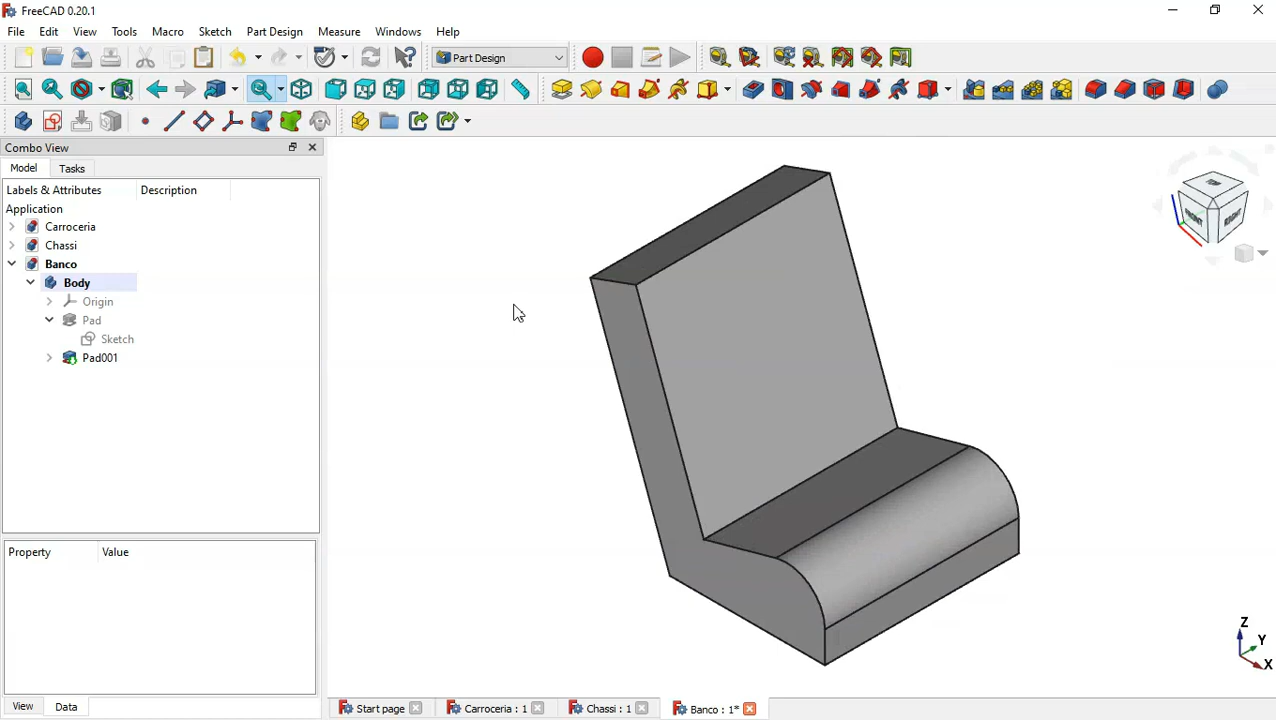 FreeCAD 0.20.1
File Edit View Tools Macro Sketch Part Design Measure Windows Help
Part Design
Combo View
Model Tasks
Labels & Attributes Description
Application
Carroceria
Chassi
Banco
Body
Origin
Pad
Sketch
Pad001
FRONT RIGHT
Property Value
Z
Y
X
View Data
Start page Carroceria : 1 Chassi : 1 Banco : 1*